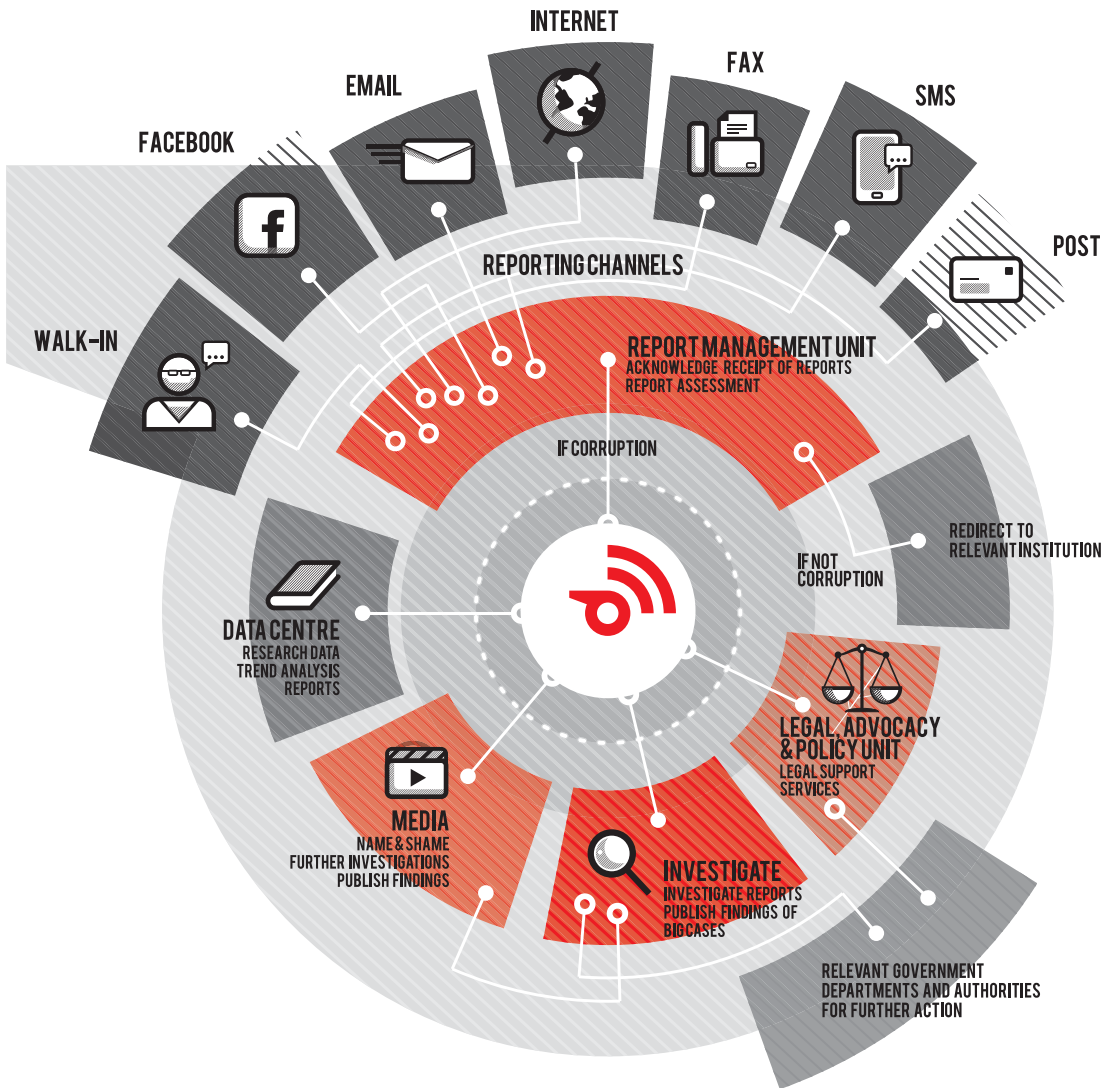 INTERNET
FAX
EMAIL
SMS
FACEBOOK
POST
REPORTING CHANNELS
WALK-IN
REPORT MANAGEMENT UNIT
ACKNOWLEDGE RECEIPT OF REPORTS
REPORT ASSESSMENT
IF CORRUPTION
REDIRECT TO
RELEVANT INSTITUTION
IF NOT
CORRUPTION
DATA CENTRE
RESEARCH DATA
TREND ANALYSIS
REPORTS
LEGAL, ADVOCACY
& POLICY UNIT
LEGAL SUPPORT
SERVICES
MEDIA
NAME & SHAME
FURTHER INVESTIGATIONS
PUBLISH FINDINGS
INVESTIGATE
INVESTIGATE REPORTS
PUBLISH FINDINGS OF
BIGCASES
RELEVANT GOVERNMENT
DEPARTMENTS AND AUTHORITIES
FOR FURTHER ACTION